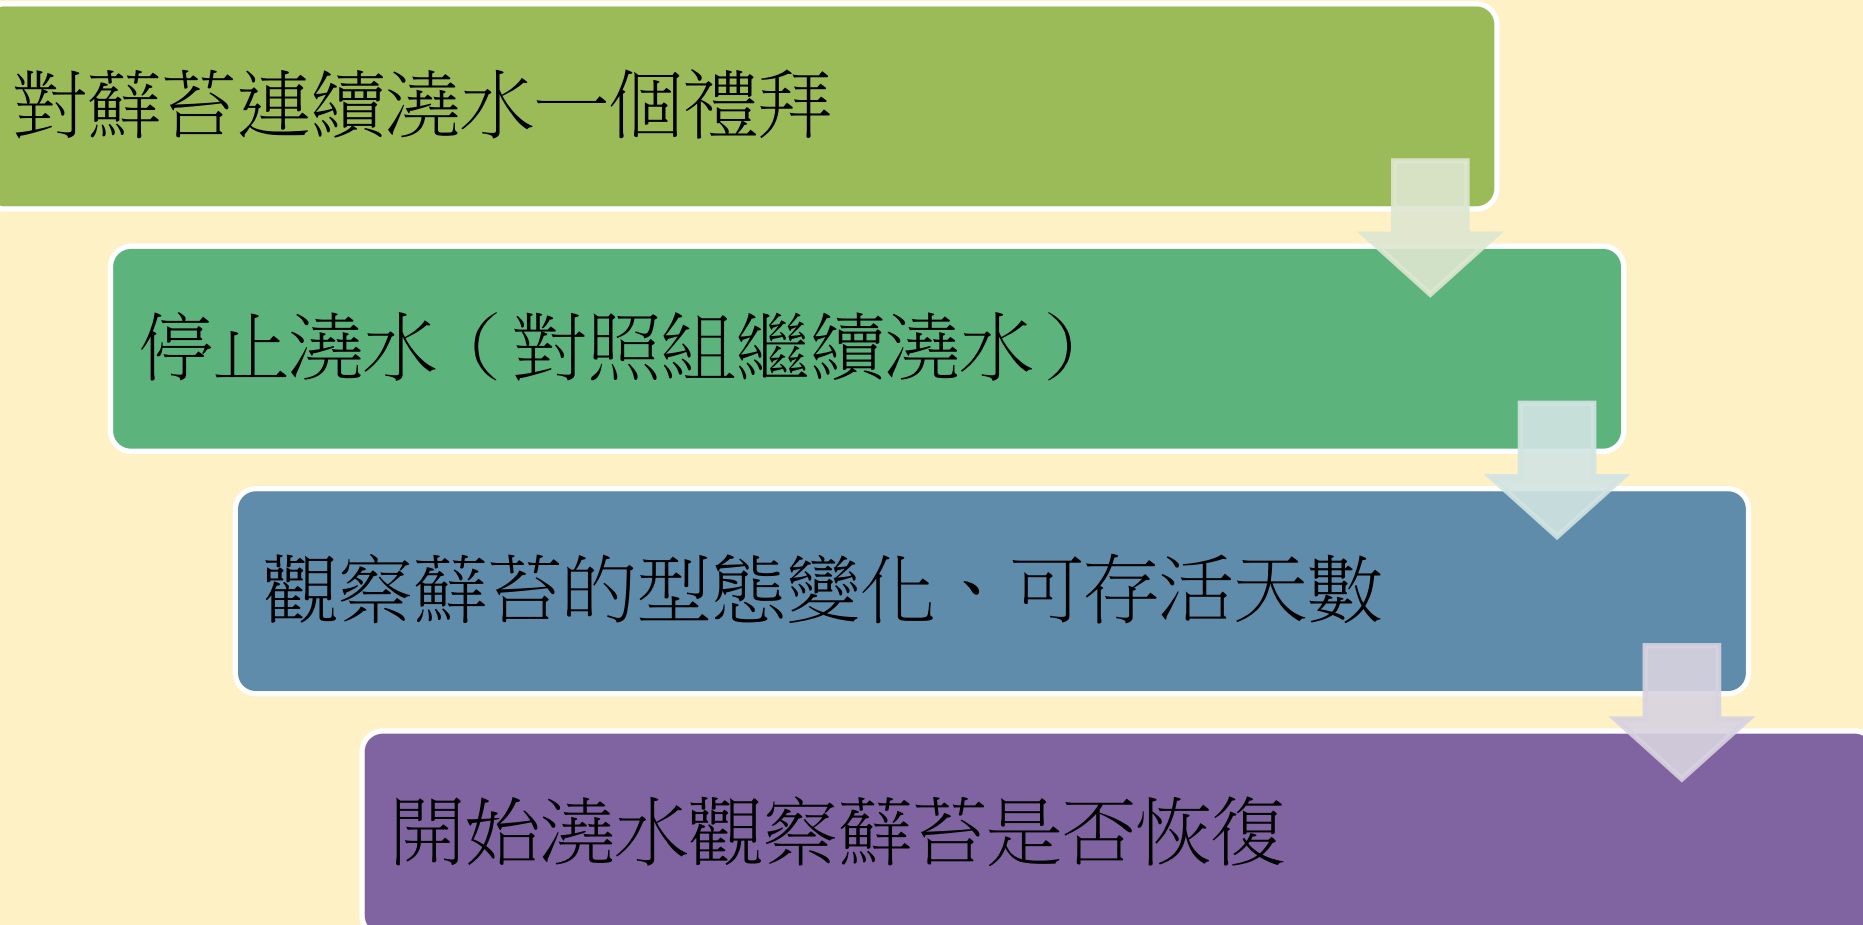 對蘚苔連續澆水一個禮拜
停止澆水（對照組繼續澆水）
觀察蘚苔的型態變化、可存活天數
開始澆水觀察蘚苔是否恢復